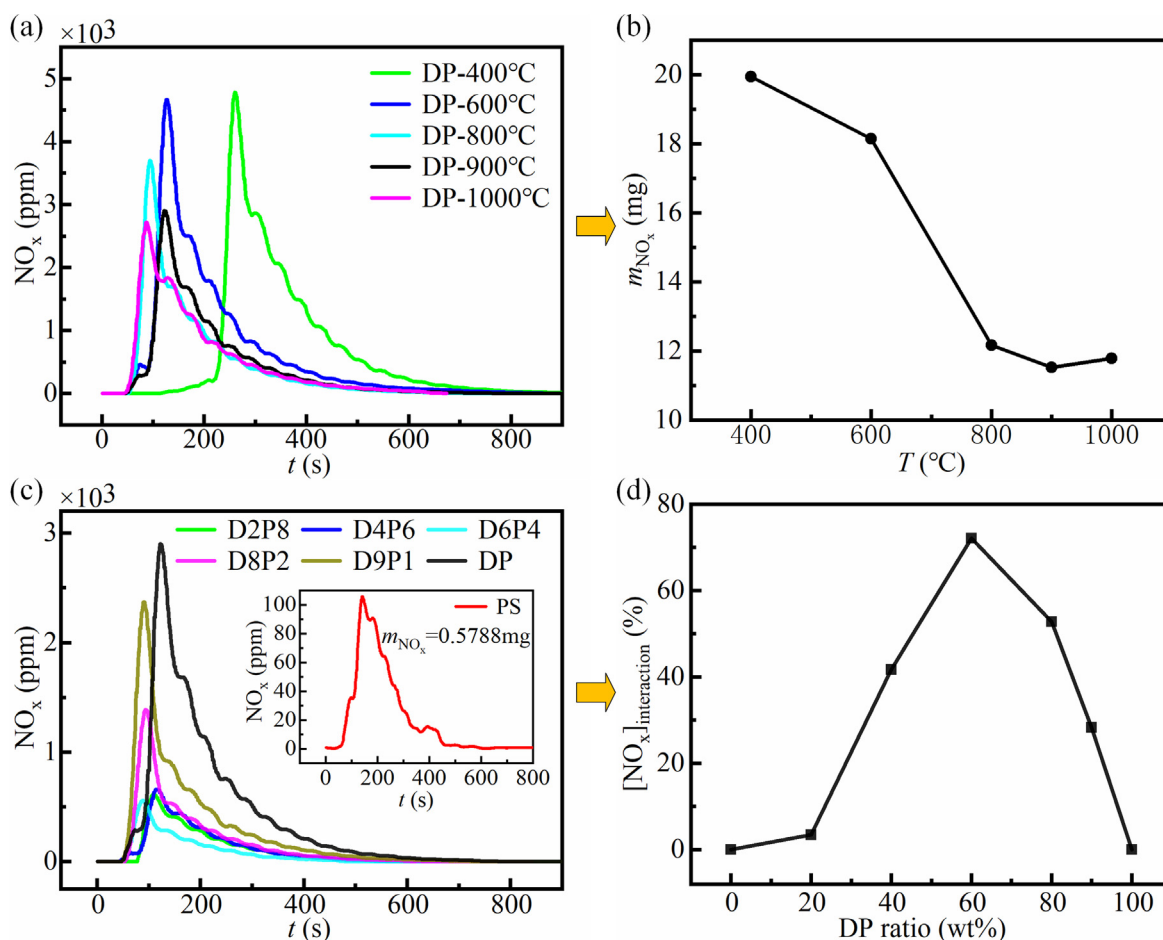 (a)
×10³
NOₓ (ppm)
5
4
3
2
1
0
DP-400℃
DP-600℃
DP-800℃
DP-900℃
DP-1000℃
0 200 400 600 800
t (s)
(b)
m_NOₓ (mg)
20
18
16
14
12
10
400 600 800 1000
T (℃)
(c)
×10³
NOₓ (ppm)
3
2
1
0
D2P8 D4P6 D6P4
D8P2 D9P1 DP
NOₓ (ppm)
100
80
60
40
20
0
PS
m_NOₓ=0.5788mg
0 200 400 600 800
t (s)
0 200 400 600 800
t (s)
(d)
[NOₓ]interaction (%)
80
60
40
20
0
0 20 40 60 80 100
DP ratio (wt%)